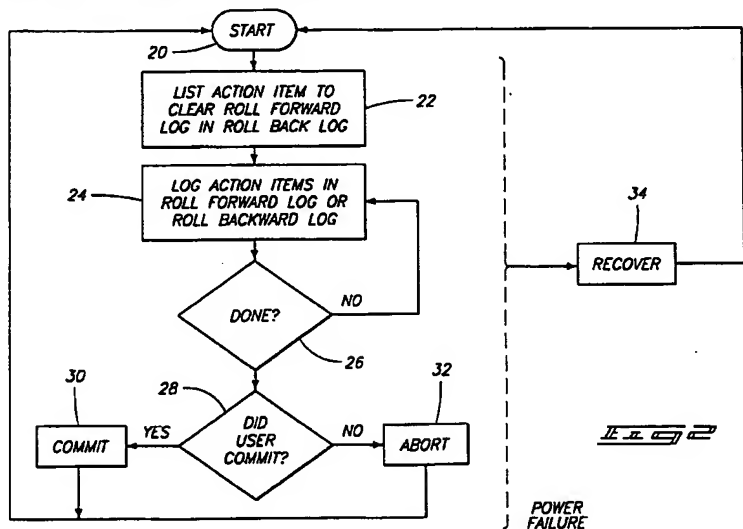 START
20
LIST ACTION ITEM TO
CLEAR ROLL FORWARD
LOG IN ROLL BACK LOG
22
24
LOG ACTION ITEMS IN
ROLL FORWARD LOG OR
ROLL BACKWARD LOG
34
RECOVER
DONE?
NO
26
30
28
32
COMMIT
YES
DID
USER
COMMIT?
NO
ABORT
Fig 2
POWER
FAILURE